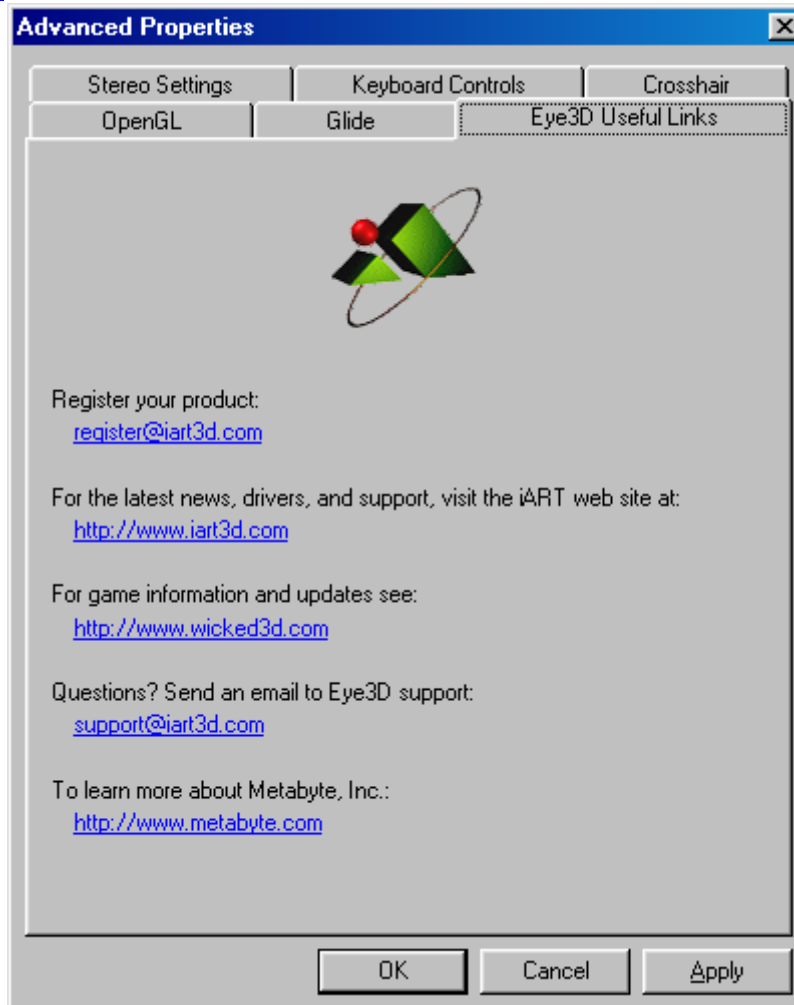 Advanced Properties
Stereo Settings Keyboard Controls Crosshair
OpenGL Glide Eye3D Useful Links
Register your product:
register@iart3d.com
For the latest news, drivers, and support, visit the iART web site at:
http://www.iart3d.com
For game information and updates see:
http://www.wicked3d.com
Questions? Send an email to Eye3D support:
support@iart3d.com
To learn more about Metabyte, Inc.:
http://www.metabyte.com
OK Cancel Apply